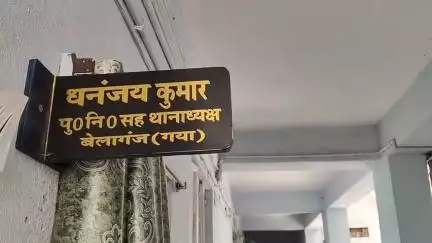 धनंजय कुमार
पु0 नि0 सह थानाध्यक्ष
बेलागंज (गया)